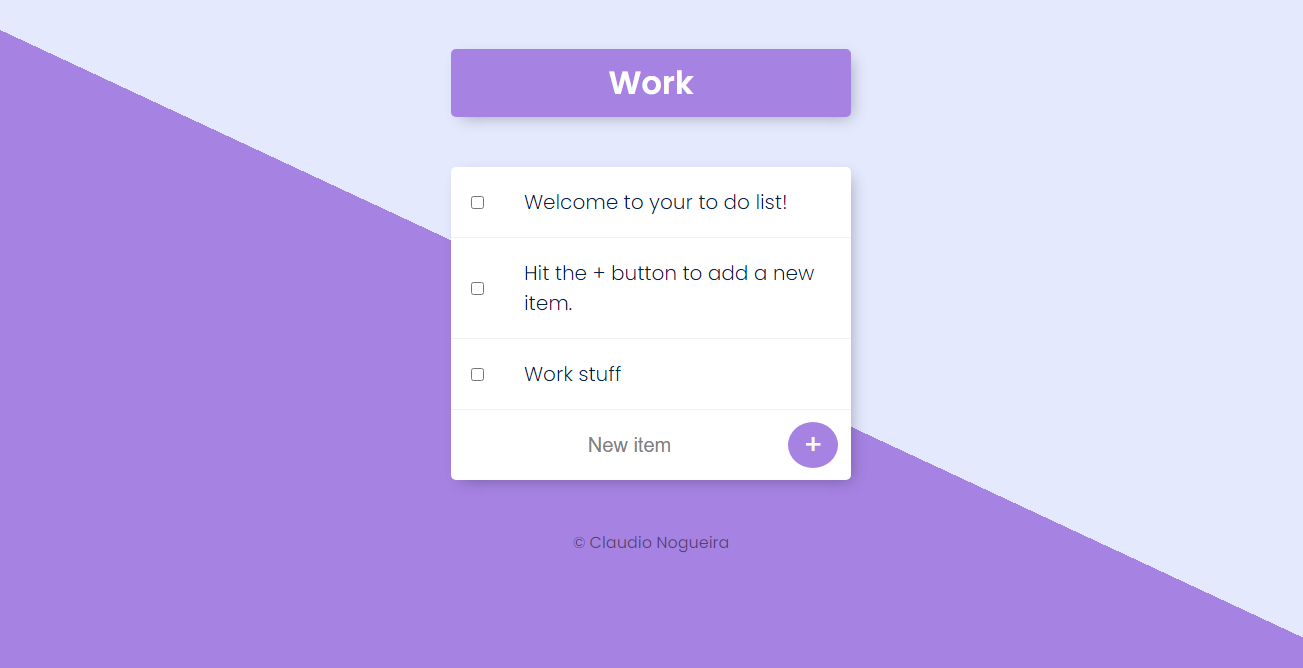 Work
Welcome to your to do list!
Hit the + button to add a new
item.
Work stuff
New item
+
© Claudio Nogueira